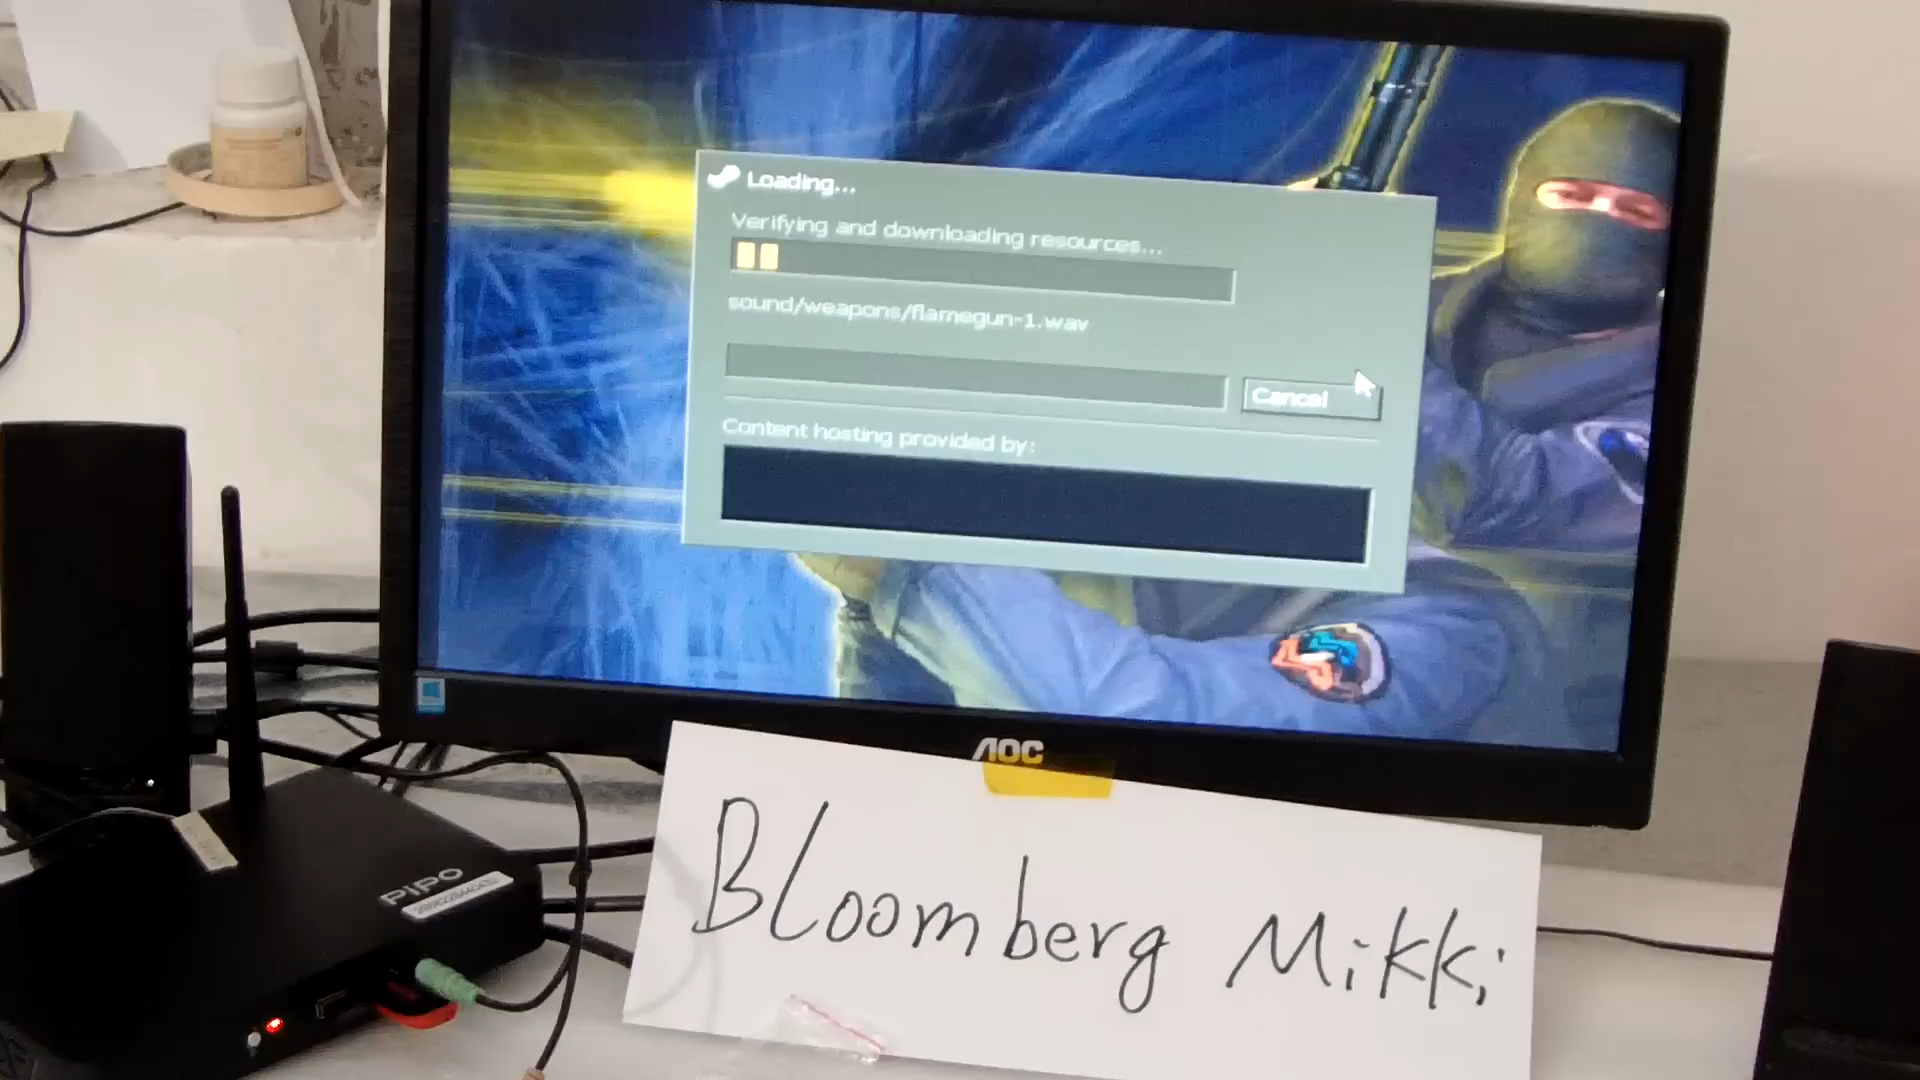 Loading...
Verifying and downloading resources...
sound/weapons/flamegun-1.wav
Cancel
Content hosting provided by:
AOC
PiPO
BLoomberg Mikki